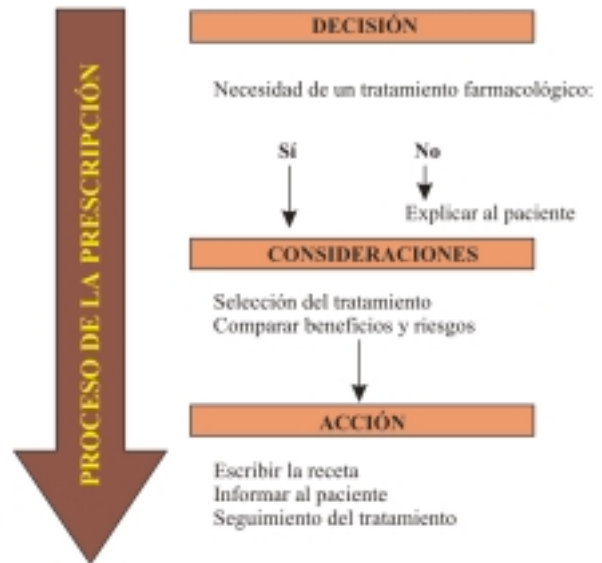 PROCESO DE LA PRESCRIPCIÓN
DECISIÓN
Necesidad de un tratamiento farmacológico:
Sí No
Explicar al paciente
CONSIDERACIONES
Selección del tratamiento
Comparar beneficios y riesgos
ACCIÓN
Escribir la receta
Informar al paciente
Seguimiento del tratamiento